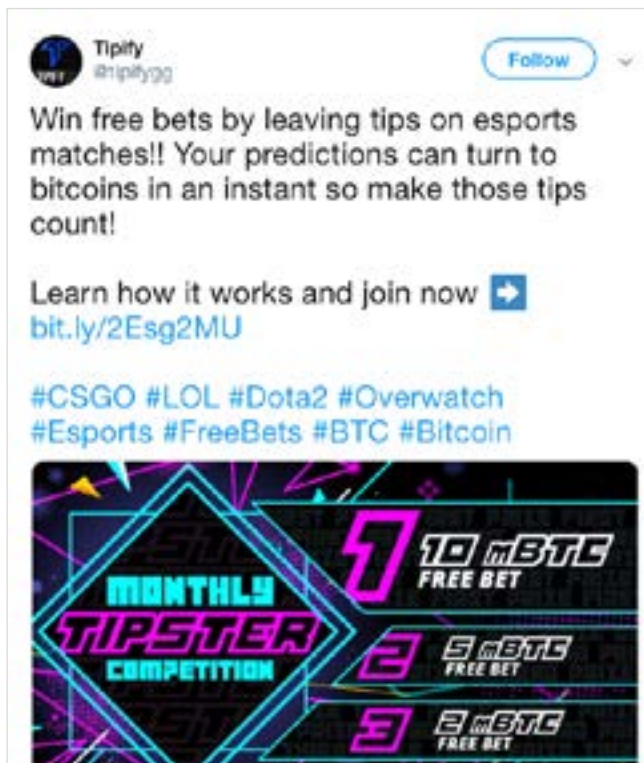 Tipify
@tipifygg
Follow
Win free bets by leaving tips on esports
matches!! Your predictions can turn to
bitcoins in an instant so make those tips
count!
Learn how it works and join now ➡
bit.ly/2Esg2MU
#CSGO #LOL #Dota2 #Overwatch
#Esports #FreeBets #BTC #Bitcoin
MONTHLY
TIPSTER
COMPETITION
1 10 mBTC
FREE BET
2 5 mBTC
FREE BET
3 2 mBTC
FREE BET